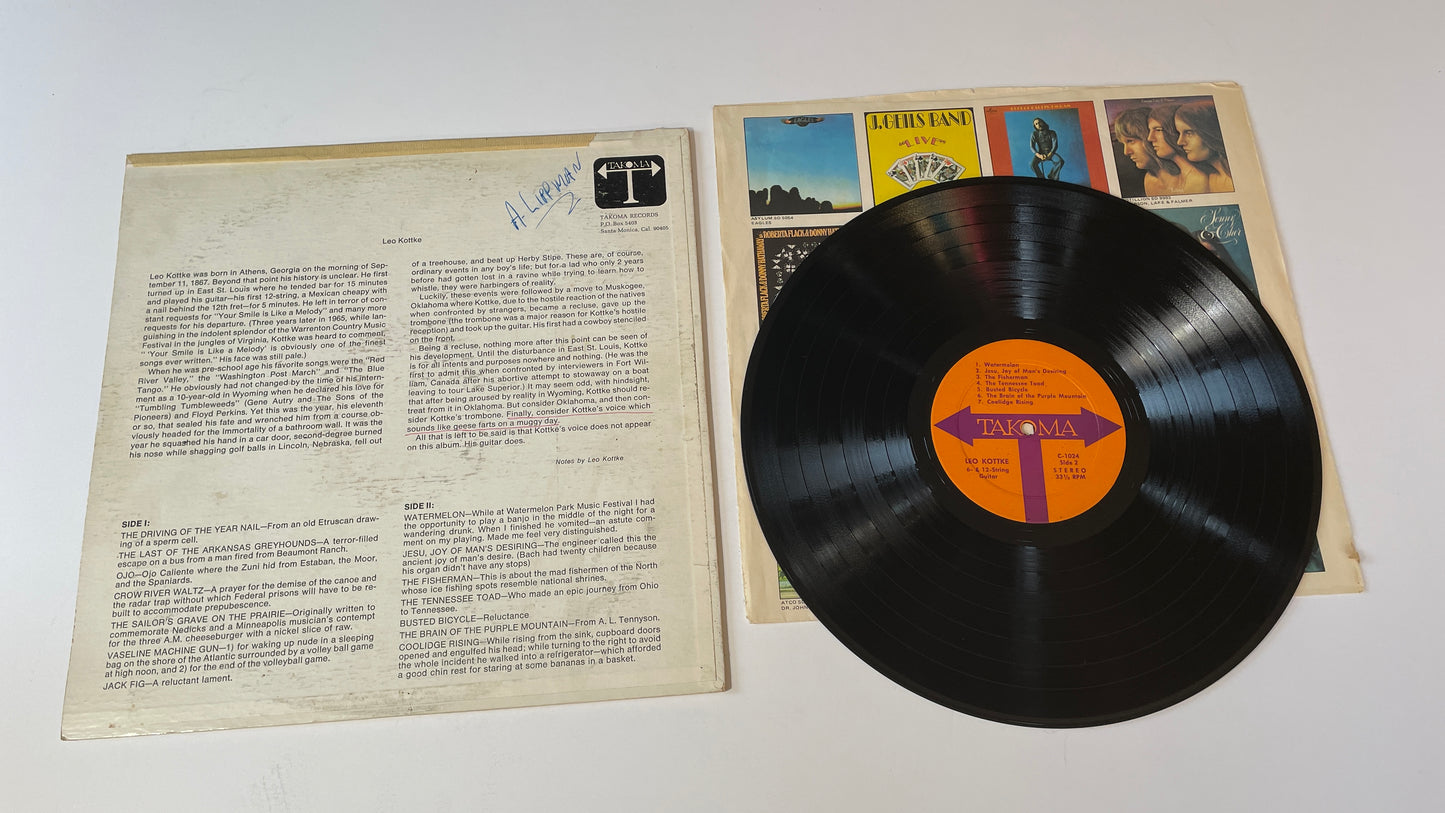 A LIPPMAN
TAKOMA
TAKOMA RECORDS
P.O. Box 5403
Santa Monica, Cal. 90405
Leo Kottke
Leo Kottke was born in Athens, Georgia on the morning of Sep-
tember 11, 1867. Beyond that point his history is unclear. He first
turned up in East St. Louis where he tended bar for 15 minutes
and played his guitar—his first 12-string, a Mexican cheapy with
a nail behind the 12th fret—for 5 minutes. He left in terror of con-
stant requests for "Your Smile is Like a Melody" and many more
requests for his departure. (Three years later in 1965, while lan-
guishing in the indolent splendor of the Warrenton Country Music
Festival in the jungles of Virginia, Kottke was heard to comment,
" 'Your Smile is Like a Melody' is obviously one of the finest
songs ever written." His face was still pale.)
When he was pre-school age his favorite songs were the "Red
River Valley," the "Washington Post March" and "The Blue
Tango." He obviously had not changed by the time of his intern-
ment as a 10-year-old in Wyoming when he declared his love for
"Tumbling Tumbleweeds" (Gene Autry and The Sons of the
Pioneers) and Floyd Perkins. Yet this was the year, his eleventh
or so, that sealed his fate and wrenched him from a course ob-
viously headed for the Immortality of a bathroom wall. It was the
year he squashed his hand in a car door, second-degree burned
his nose while shagging golf balls in Lincoln, Nebraska, fell out
of a treehouse, and beat up Herby Stipe. These are, of course,
ordinary events in any boy's life; but for a lad who only 2 years
before had gotten lost in a ravine while trying to learn how to
whistle, they were harbingers of reality.
Luckily, these events were followed by a move to Muskogee,
Oklahoma where Kottke, due to the hostile reaction of the natives
when confronted by strangers, became a recluse, gave up the
trombone (the trombone was a major reason for Kottke's hostile
reception) and took up the guitar. His first had a cowboy stenciled
on the front.
Being a recluse, nothing more after this point can be seen of
his development. Until the disturbance in East St. Louis, Kottke
is for all intents and purposes nowhere and nothing. (He was the
first to admit this when confronted by interviewers in Fort Wil-
liam, Canada after his abortive attempt to stowaway on a boat
leaving to tour Lake Superior.) It may seem odd, with hindsight,
that after being aroused by reality in Wyoming, Kottke should re-
treat from it in Oklahoma. But consider Oklahoma, and then con-
sider Kottke's trombone. Finally, consider Kottke's voice which
sounds like geese farts on a muggy day.
All that is left to be said is that Kottke's voice does not appear
on this album. His guitar does.
Notes by Leo Kottke
SIDE I:
THE DRIVING OF THE YEAR NAIL—From an old Etruscan draw-
ing of a sperm cell.
THE LAST OF THE ARKANSAS GREYHOUNDS—A terror-filled
escape on a bus from a man fired from Beaumont Ranch.
OJO—Ojo Caliente where the Zuni hid from Estaban, the Moor,
and the Spaniards.
CROW RIVER WALTZ—A prayer for the demise of the canoe and
the radar trap without which Federal prisons will have to be re-
built to accommodate prepubescence.
THE SAILOR'S GRAVE ON THE PRAIRIE—Originally written to
commemorate Nedicks and a Minneapolis musician's contempt
for the three A.M. cheeseburger with a nickel slice of raw.
VASELINE MACHINE GUN—1) for waking up nude in a sleeping
bag on the shore of the Atlantic surrounded by a volley ball game
at high noon, and 2) for the end of the volleyball game.
JACK FIG—A reluctant lament.
SIDE II:
WATERMELON—While at Watermelon Park Music Festival I had
the opportunity to play a banjo in the middle of the night for a
wandering drunk. When I finished he vomited—an astute com-
ment on my playing. Made me feel very distinguished.
JESU, JOY OF MAN'S DESIRING—The engineer called this the
ancient joy of man's desire. (Bach had twenty children because
his organ didn't have any stops)
THE FISHERMAN—This is about the mad fishermen of the North
whose ice fishing spots resemble national shrines.
THE TENNESSEE TOAD—Who made an epic journey from Ohio
to Tennessee.
BUSTED BICYCLE—Reluctance
THE BRAIN OF THE PURPLE MOUNTAIN—From A. L. Tennyson.
COOLIDGE RISING—While rising from the sink, cupboard doors
opened and engulfed his head; while turning to the right to avoid
the whole incident he walked into a refrigerator—which afforded
a good chin rest for staring at some bananas in a basket.
J. GEILS BAND
"LIVE"
ASYLUM SD 5054
EAGLES
LAKE & PALMER
ROBERTA FLACK & DONNY HATHAWAY
ATCO
DR. JOHN
1. Watermelon
2. Jesu, Joy of Man's Desiring
3. The Fisherman
4. The Tennessee Toad
5. Busted Bicycle
6. The Brain of the Purple Mountain
7. Coolidge Rising
TAKOMA
LEO KOTTKE
6- & 12-String
Guitar
C-1024
Side 2
STEREO
33⅓ RPM